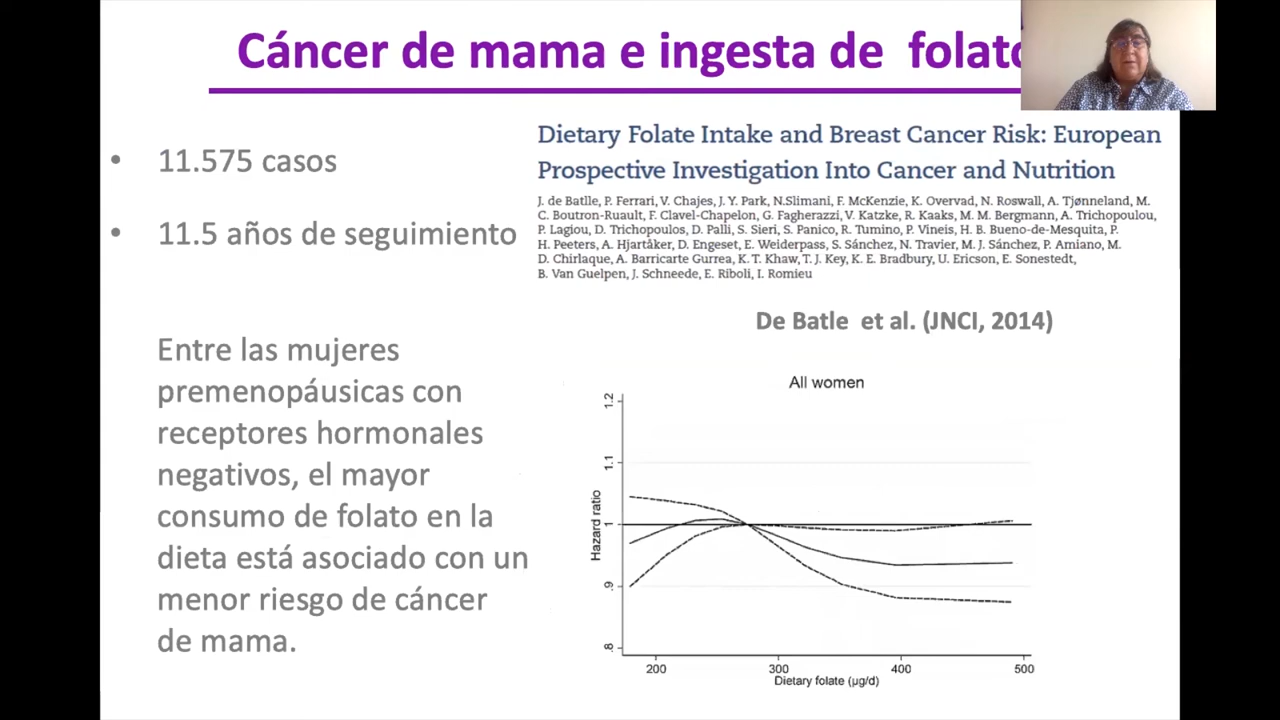 Cáncer de mama e ingesta de folato
• 11.575 casos
• 11.5 años de seguimiento
Entre las mujeres
premenopáusicas con
receptores hormonales
negativos, el mayor
consumo de folato en la
dieta está asociado con un
menor riesgo de cáncer
de mama.
Dietary Folate Intake and Breast Cancer Risk: European
Prospective Investigation Into Cancer and Nutrition
J. de Batlle, P. Ferrari, V. Chajes, J. Y. Park, N.Slimani, F. McKenzie, K. Overvad, N. Roswall, A. Tjønneland, M.
C. Boutron-Ruault, F. Clavel-Chapelon, G. Fagherazzi, V. Katzke, R. Kaaks, M. M. Bergmann, A. Trichopoulou,
P. Lagiou, D. Trichopoulos, D. Palli, S. Sieri, S. Panico, R. Tumino, P. Vineis, H. B. Bueno-de-Mesquita, P.
H. Peeters, A. Hjartåker, D. Engeset, E. Weiderpass, S. Sánchez, N. Travier, M. J. Sánchez, P. Amiano, M.
D. Chirlaque, A. Barricarte Gurrea, K. T. Khaw, T. J. Key, K. E. Bradbury, U. Ericson, E. Sonestedt,
B. Van Guelpen, J. Schneede, E. Riboli, I. Romieu
De Batle et al. (JNCI, 2014)
All women
Hazard ratio
1.2
1.1
1
.9
.8
200 300 400 500
Dietary folate (µg/d)